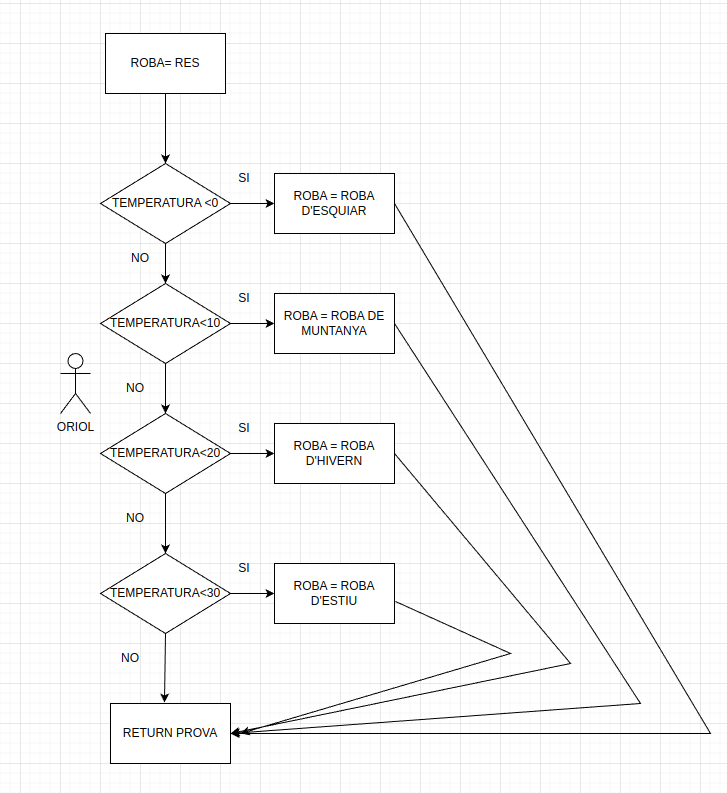 ROBA= RES
TEMPERATURA <0
SI
ROBA = ROBA
D'ESQUIAR
NO
TEMPERATURA<10
SI
ROBA = ROBA DE
MUNTANYA
NO
ORIOL
TEMPERATURA<20
SI
ROBA = ROBA
D'HIVERN
NO
TEMPERATURA<30
SI
ROBA = ROBA
D'ESTIU
NO
RETURN PROVA